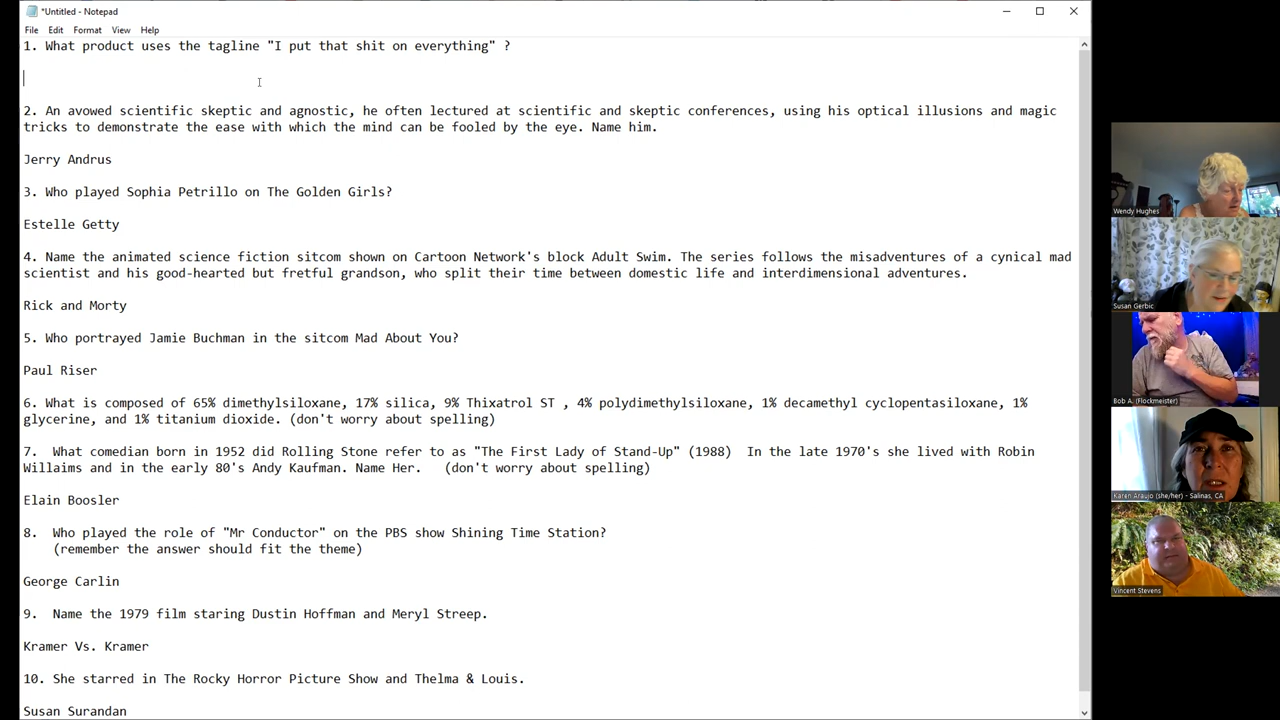 *Untitled - Notepad
File Edit Format View Help
1. What product uses the tagline "I put that shit on everything" ?
2. An avowed scientific skeptic and agnostic, he often lectured at scientific and skeptic conferences, using his optical illusions and magic
tricks to demonstrate the ease with which the mind can be fooled by the eye. Name him.
Jerry Andrus
3. Who played Sophia Petrillo on The Golden Girls?
Estelle Getty
4. Name the animated science fiction sitcom shown on Cartoon Network's block Adult Swim. The series follows the misadventures of a cynical mad
scientist and his good-hearted but fretful grandson, who split their time between domestic life and interdimensional adventures.
Rick and Morty
5. Who portrayed Jamie Buchman in the sitcom Mad About You?
Paul Riser
6. What is composed of 65% dimethylsiloxane, 17% silica, 9% Thixatrol ST , 4% polydimethylsiloxane, 1% decamethyl cyclopentasiloxane, 1%
glycerine, and 1% titanium dioxide. (don't worry about spelling)
7. What comedian born in 1952 did Rolling Stone refer to as "The First Lady of Stand-Up" (1988) In the late 1970's she lived with Robin
Willaims and in the early 80's Andy Kaufman. Name Her. (don't worry about spelling)
Elain Boosler
8. Who played the role of "Mr Conductor" on the PBS show Shining Time Station?
(remember the answer should fit the theme)
George Carlin
9. Name the 1979 film staring Dustin Hoffman and Meryl Streep.
Kramer Vs. Kramer
10. She starred in The Rocky Horror Picture Show and Thelma & Louis.
Susan Surandan
Wendy Hughes
Susan Gerbic
Bob A. (Flockmeister)
Karen Araujo (she/her) - Salinas, CA
Vincent Stevens